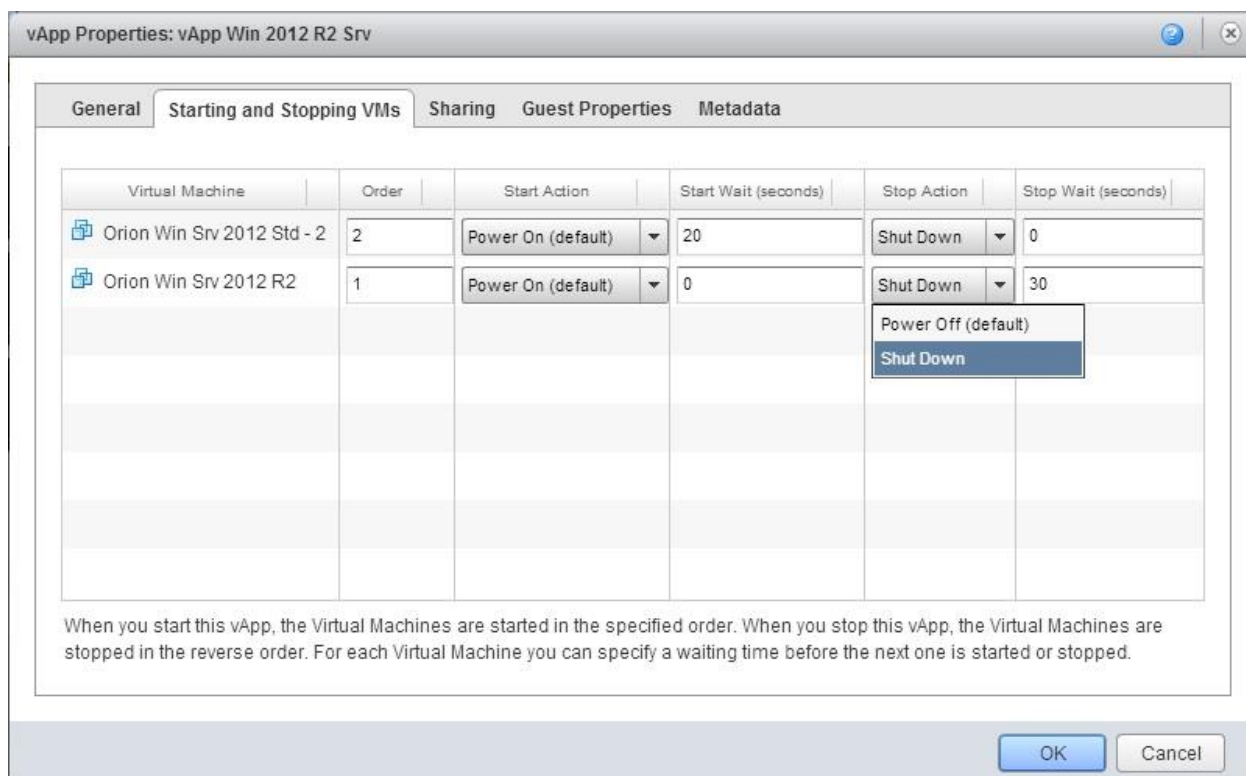 vApp Properties: vApp Win 2012 R2 Srv
General Starting and Stopping VMs Sharing Guest Properties Metadata
Virtual Machine Order Start Action Start Wait (seconds) Stop Action Stop Wait (seconds)
Orion Win Srv 2012 Std - 2 2 Power On (default) 20 Shut Down 0
Orion Win Srv 2012 R2 1 Power On (default) 0 Shut Down 30
Power Off (default)
Shut Down
When you start this vApp, the Virtual Machines are started in the specified order. When you stop this vApp, the Virtual Machines are
stopped in the reverse order. For each Virtual Machine you can specify a waiting time before the next one is started or stopped.
OK Cancel